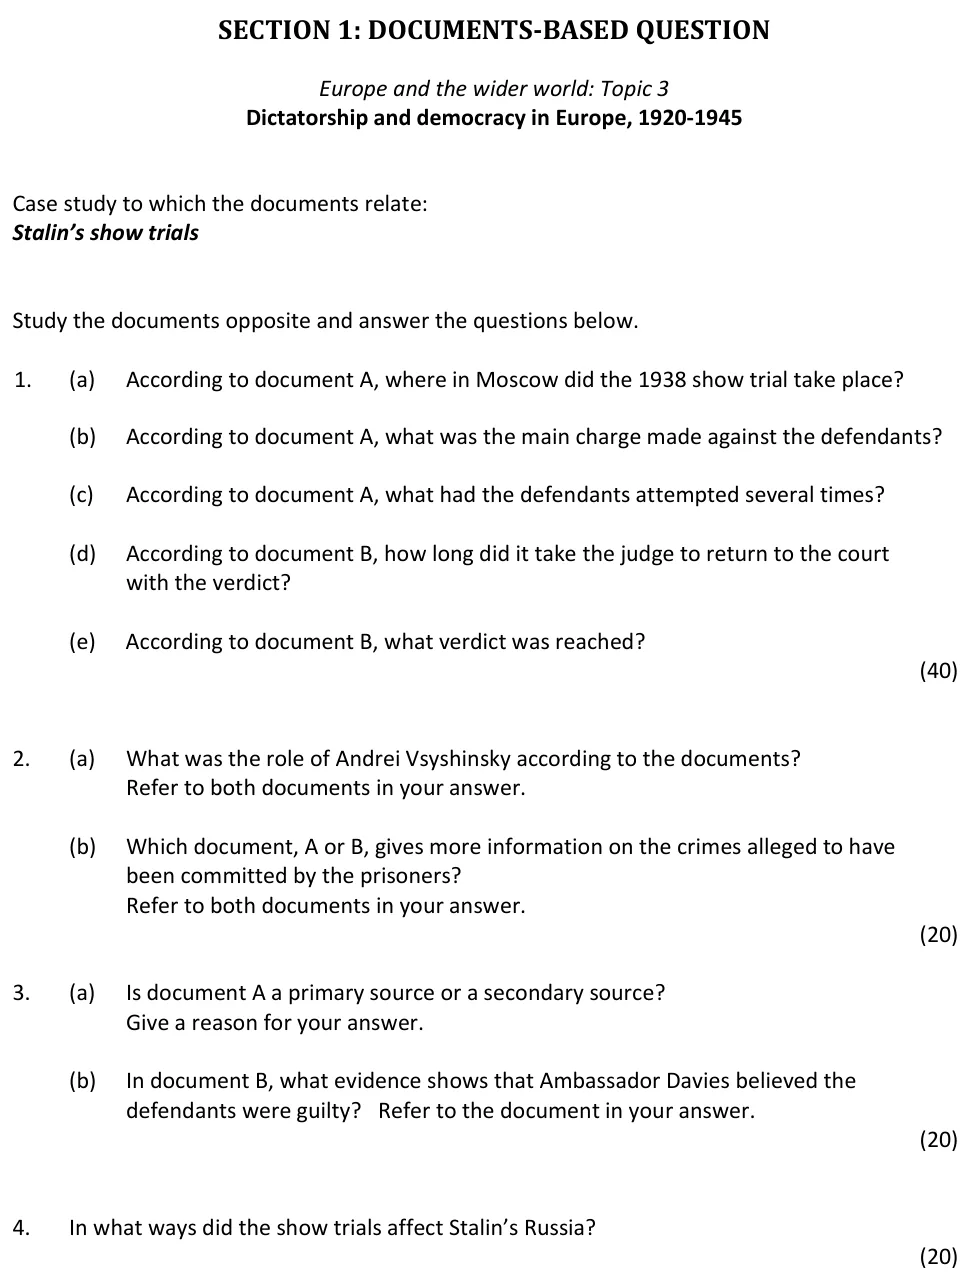 SECTION 1: DOCUMENTS-BASED QUESTION
Europe and the wider world: Topic 3
Dictatorship and democracy in Europe, 1920-1945
Case study to which the documents relate:
Stalin's show trials
Study the documents opposite and answer the questions below.
1. (a) According to document A, where in Moscow did the 1938 show trial take place?
(b) According to document A, what was the main charge made against the defendants?
(c) According to document A, what had the defendants attempted several times?
(d) According to document B, how long did it take the judge to return to the court
with the verdict?
(e) According to document B, what verdict was reached?
(40)
2. (a) What was the role of Andrei Vsyshinsky according to the documents?
Refer to both documents in your answer.
(b) Which document, A or B, gives more information on the crimes alleged to have
been committed by the prisoners?
Refer to both documents in your answer.
(20)
3. (a) Is document A a primary source or a secondary source?
Give a reason for your answer.
(b) In document B, what evidence shows that Ambassador Davies believed the
defendants were guilty? Refer to the document in your answer.
(20)
4. In what ways did the show trials affect Stalin's Russia?
(20)